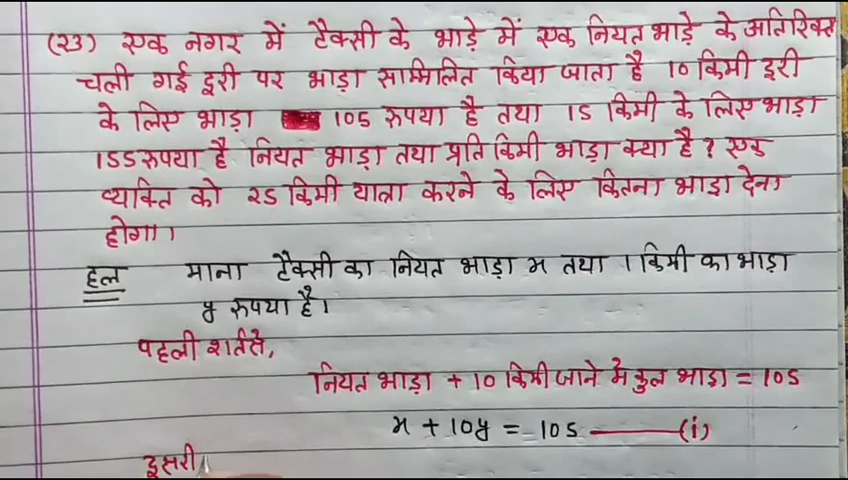 (23) एक नगर में टैक्सी के भाड़े में एक नियत भाड़े के अतिरिक्त
चली गई दूरी पर भाड़ा सम्मिलित किया जाता है 10 किमी दूरी
के लिए भाड़ा 105 रुपया है तथा 15 किमी के लिए भाड़ा
155 रुपया है नियत भाड़ा तथा प्रति किमी भाड़ा क्या है ? एक
व्यक्ति को 25 किमी यात्रा करने के लिए कितना भाड़ा देना
होगा।
हल माना टैक्सी का नियत भाड़ा x तथा 1 किमी का भाड़ा
y रुपया है।
पहली शर्त से,
नियत भाड़ा + 10 किमी जाने में कुल भाड़ा = 105
x + 10y = 105 ——— (i)
दूसरी